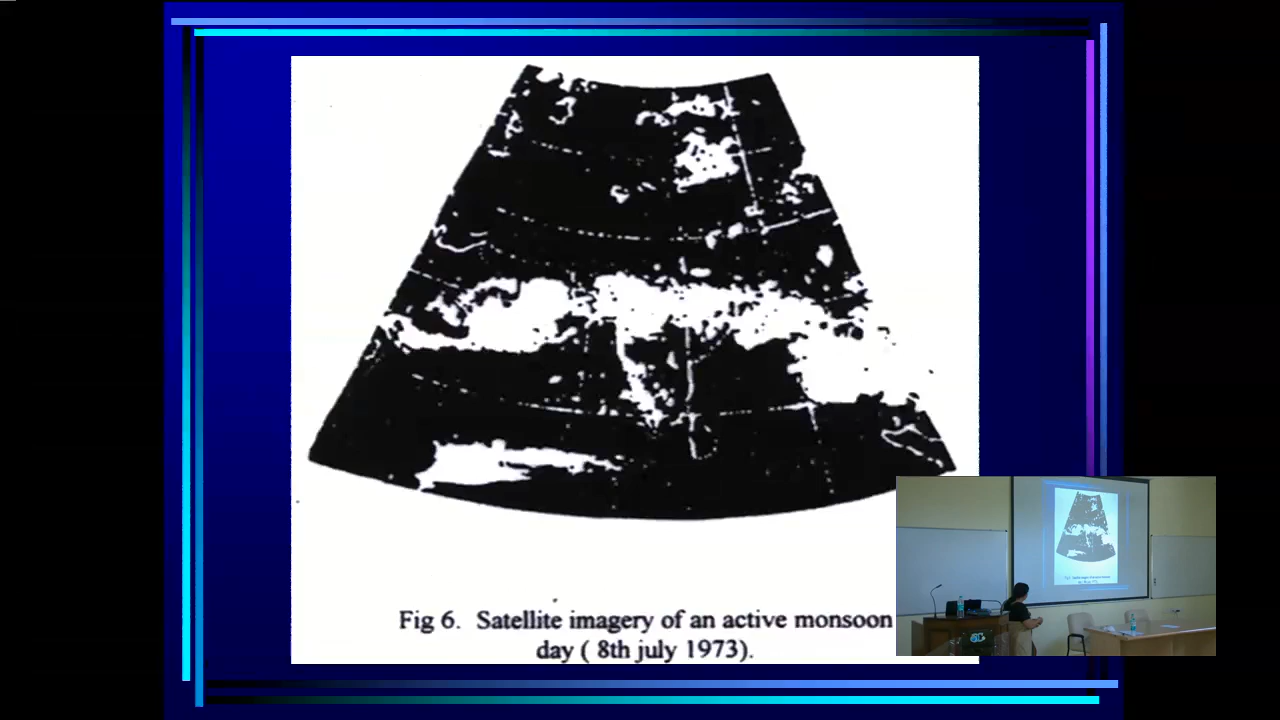 Fig 6. Satellite imagery of an active monsoon
day ( 8th july 1973).